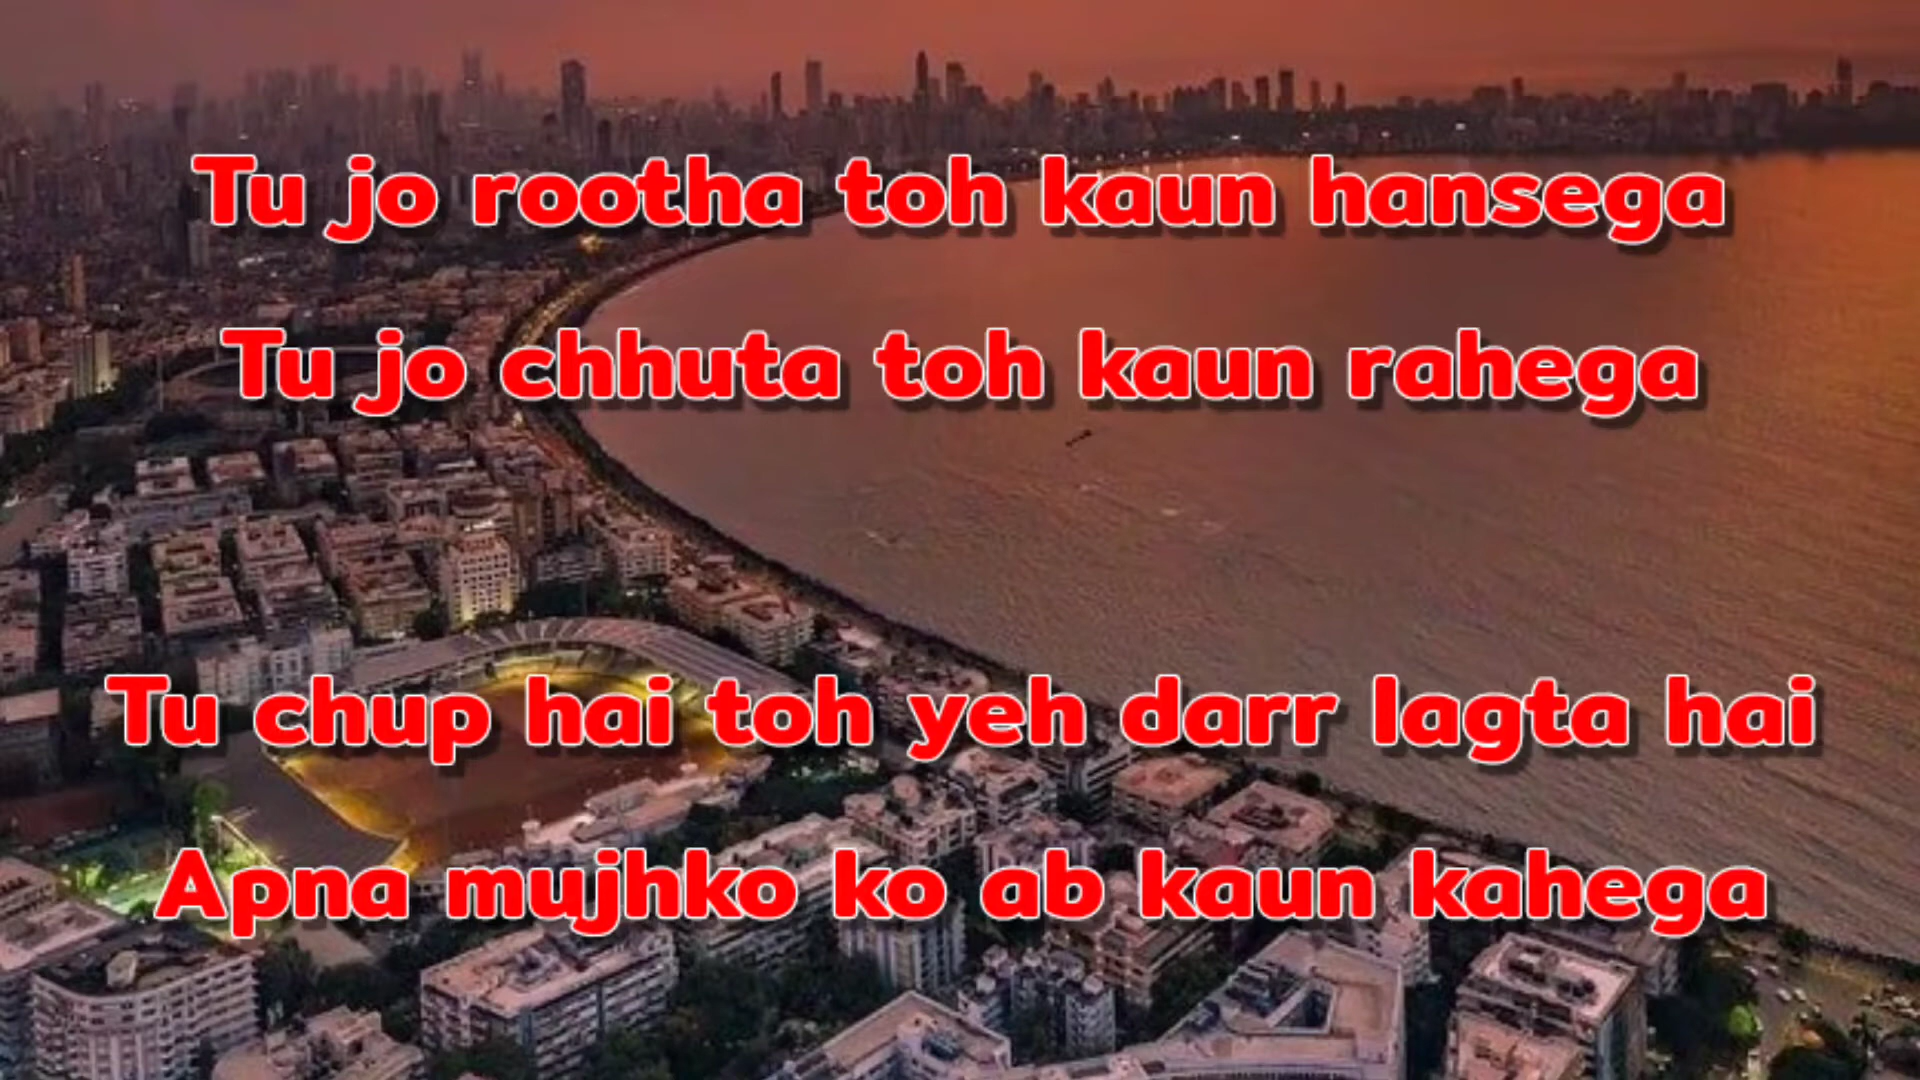 Tu jo rootha toh kaun hansega
Tu jo chhuta toh kaun rahega
Tu chup hai toh yeh darr lagta hai
Apna mujhko ko ab kaun kahega